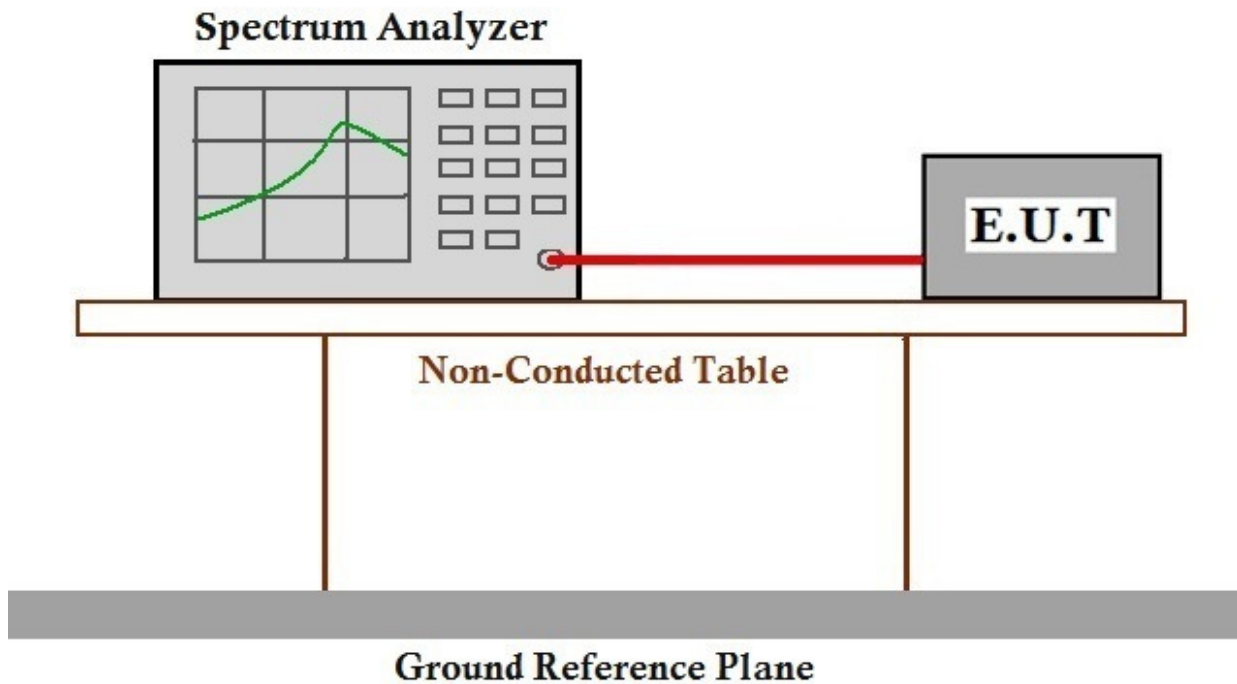 Spectrum Analyzer
E.U.T
Non-Conducted Table
Ground Reference Plane